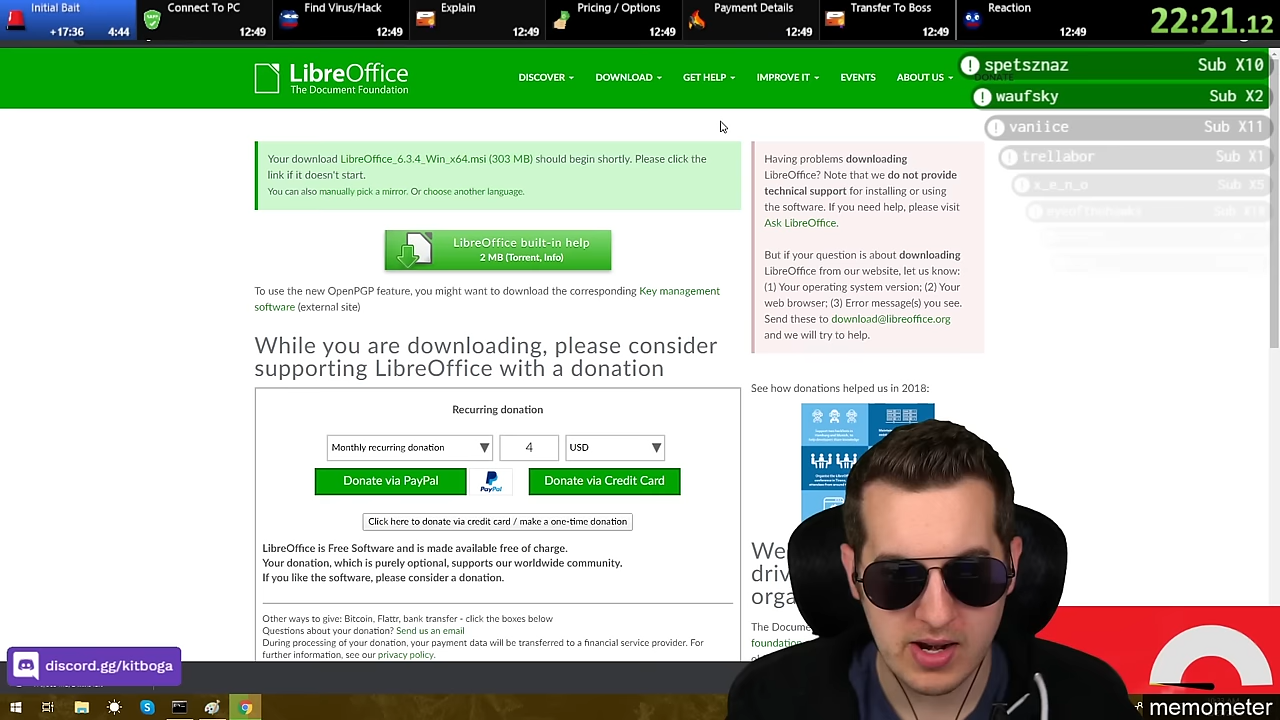 Initial Bait
+17:36 4:44
Connect To PC
12:49
Find Virus/Hack
12:49
Explain
12:49
Pricing / Options
12:49
Payment Details
12:49
Transfer To Boss
12:49
Reaction
12:49
22:21.12
LibreOffice
The Document Foundation
DISCOVER
DOWNLOAD
GET HELP
IMPROVE IT
EVENTS
ABOUT US
DONATE
spetsznaz Sub X10
waufsky Sub X2
vaniice Sub X11
trellabor Sub X1
x_e_n_o Sub X5
Your download LibreOffice_6.3.4_Win_x64.msi (303 MB) should begin shortly. Please click the
link if it doesn't start.
You can also manually pick a mirror. Or choose another language.
LibreOffice built-in help
2 MB (Torrent, Info)
To use the new OpenPGP feature, you might want to download the corresponding Key management
software (external site)
While you are downloading, please consider
supporting LibreOffice with a donation
Recurring donation
Monthly recurring donation
4
USD
Donate via PayPal
PayPal
Donate via Credit Card
Click here to donate via credit card / make a one-time donation
LibreOffice is Free Software and is made available free of charge.
Your donation, which is purely optional, supports our worldwide community.
If you like the software, please consider a donation.
Other ways to give: Bitcoin, Flattr, bank transfer - click the boxes below
Questions about your donation? Send us an email
During processing of your donation, your payment data will be transferred to a financial service provider. For
further information, see our privacy policy.
Having problems downloading
LibreOffice? Note that we do not provide
technical support for installing or using
the software. If you need help, please visit
Ask LibreOffice.
But if your question is about downloading
LibreOffice from our website, let us know:
(1) Your operating system version; (2) Your
web browser; (3) Error message(s) you see.
Send these to download@libreoffice.org
and we will try to help.
See how donations helped us in 2018:
We
driv
orga
The Docume
foundation
discord.gg/kitboga
memometer